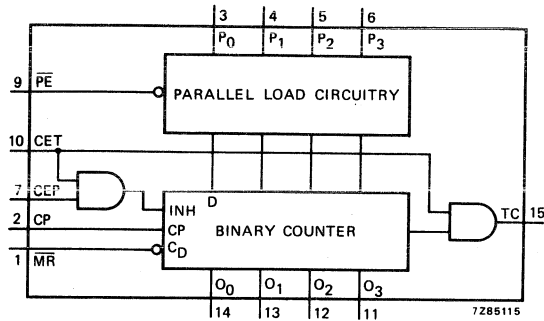 3 4 5 6
P0 P1 P2 P3
9 PE
PARALLEL LOAD CIRCUITRY
10 CET
7 CEP
D
TC 15
INH
2 CP
CP
BINARY COUNTER
1 MR
CD
O0 O1 O2 O3
14 13 12 11
7Z85115